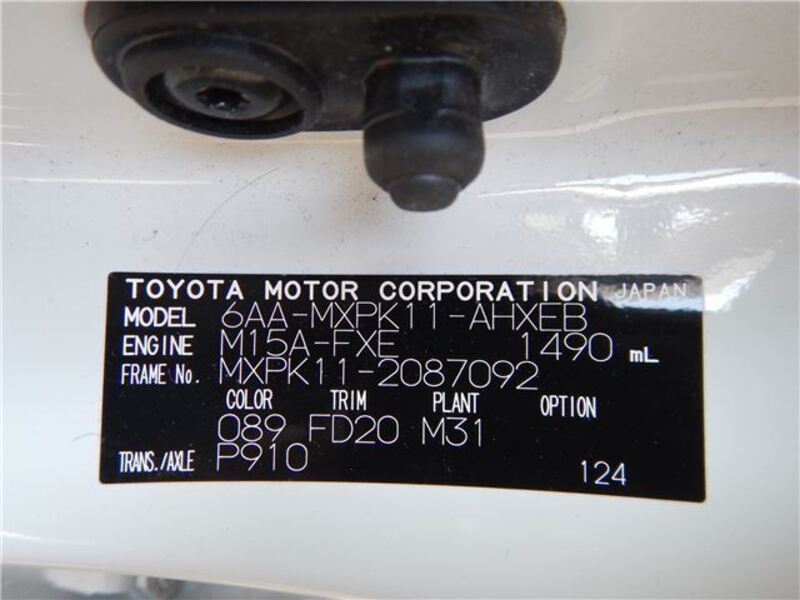 TOYOTA MOTOR CORPORATION JAPAN
MODEL 6AA-MXPK11-AHXEB
ENGINE M15A-FXE 1490 mL
FRAME No. MXPK11-2087092
COLOR TRIM PLANT OPTION
089 FD20 M31
TRANS./AXLE P910 124